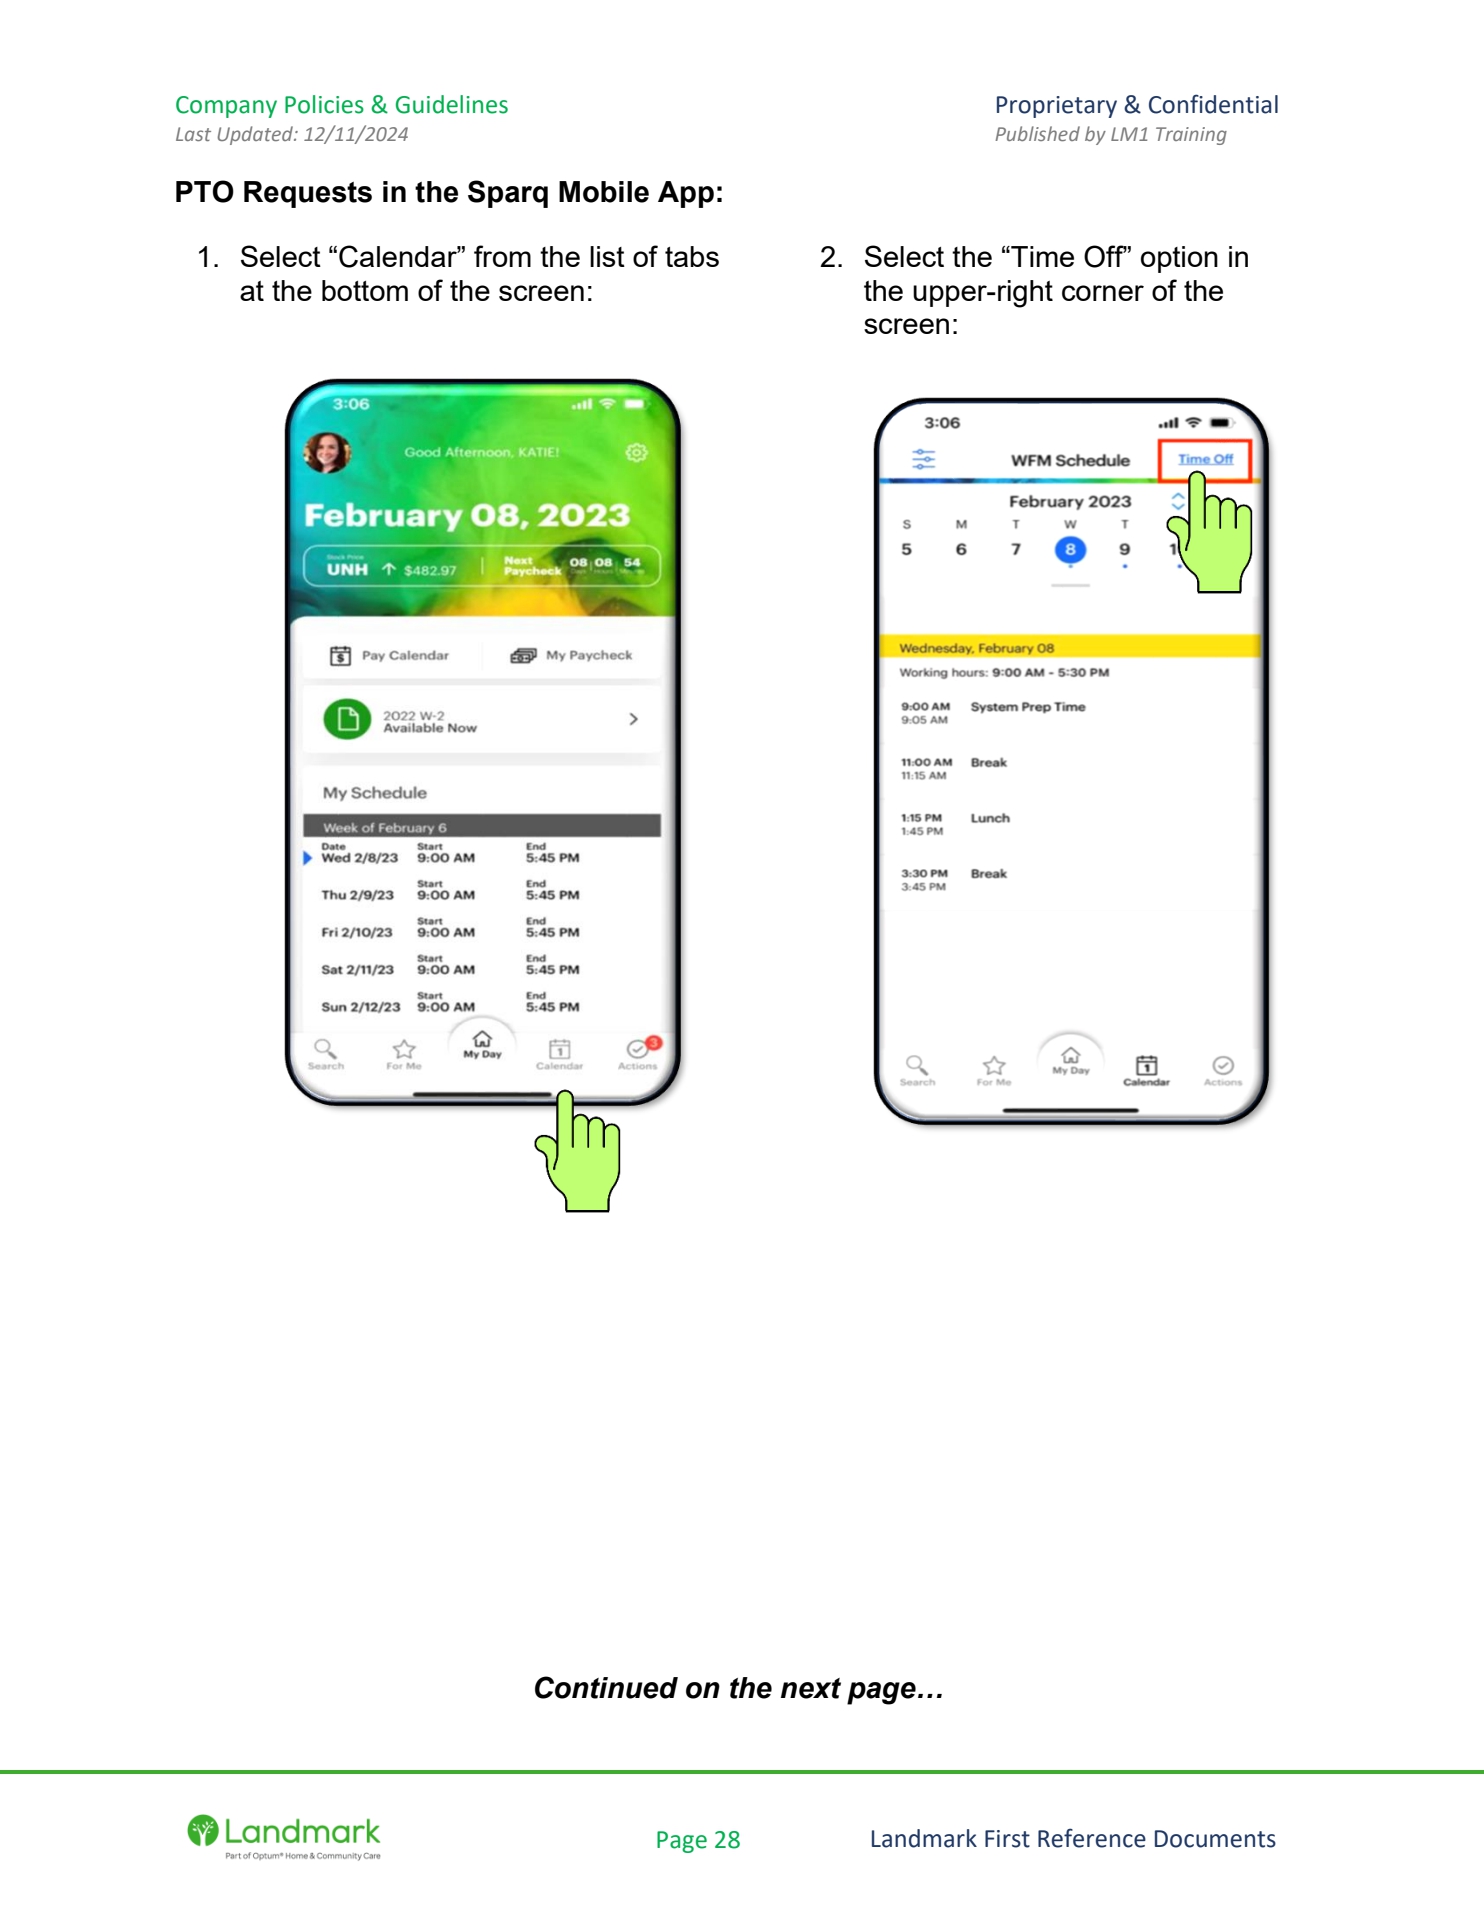 Company Policies & Guidelines
Proprietary & Confidential
Last Updated: 12/11/2024
Published by LM1 Training
PTO Requests in the Sparq Mobile App:
1. Select “Calendar” from the list of tabs
at the bottom of the screen:
2. Select the “Time Off” option in
the upper-right corner of the
screen:
3:06
Good Afternoon, KATIE!
February 08, 2023
Stock Price
UNH ↑ $482.97
Next
Paycheck
08 08 54
Days Hours
Pay Calendar
My Paycheck
2022 W-2
Available Now
My Schedule
Week of February 6
Date Start End
Wed 2/8/23 9:00 AM 5:45 PM
Start End
Thu 2/9/23 9:00 AM 5:45 PM
Start End
Fri 2/10/23 9:00 AM 5:45 PM
Start End
Sat 2/11/23 9:00 AM 5:45 PM
Start End
Sun 2/12/23 9:00 AM 5:45 PM
3
Search For Me My Day Calendar Actions
3:06
WFM Schedule Time Off
February 2023
S M T W T
5 6 7 8 9
Wednesday, February 08
Working hours: 9:00 AM - 5:30 PM
9:00 AM System Prep Time
9:05 AM
11:00 AM Break
11:15 AM
1:15 PM Lunch
1:45 PM
3:30 PM Break
3:45 PM
Search For Me My Day Calendar Actions
Continued on the next page…
Landmark
Part of Optum® Home & Community Care
Page 28
Landmark First Reference Documents